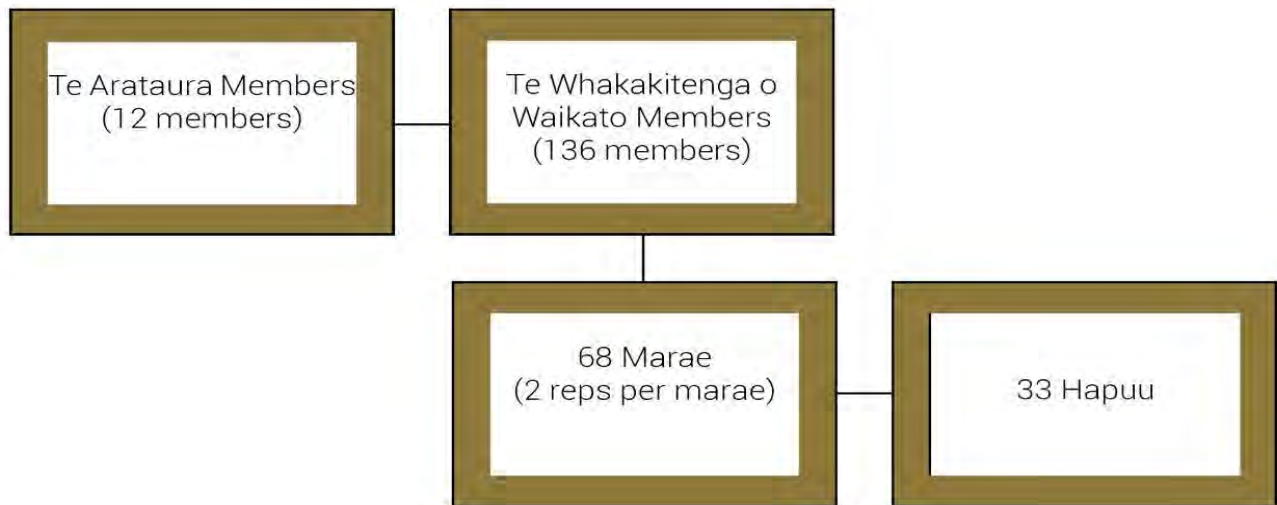 Te Arataura Members
(12 members)
Te Whakakitenga o
Waikato Members
(136 members)
68 Marae
(2 reps per marae)
33 Hapuu